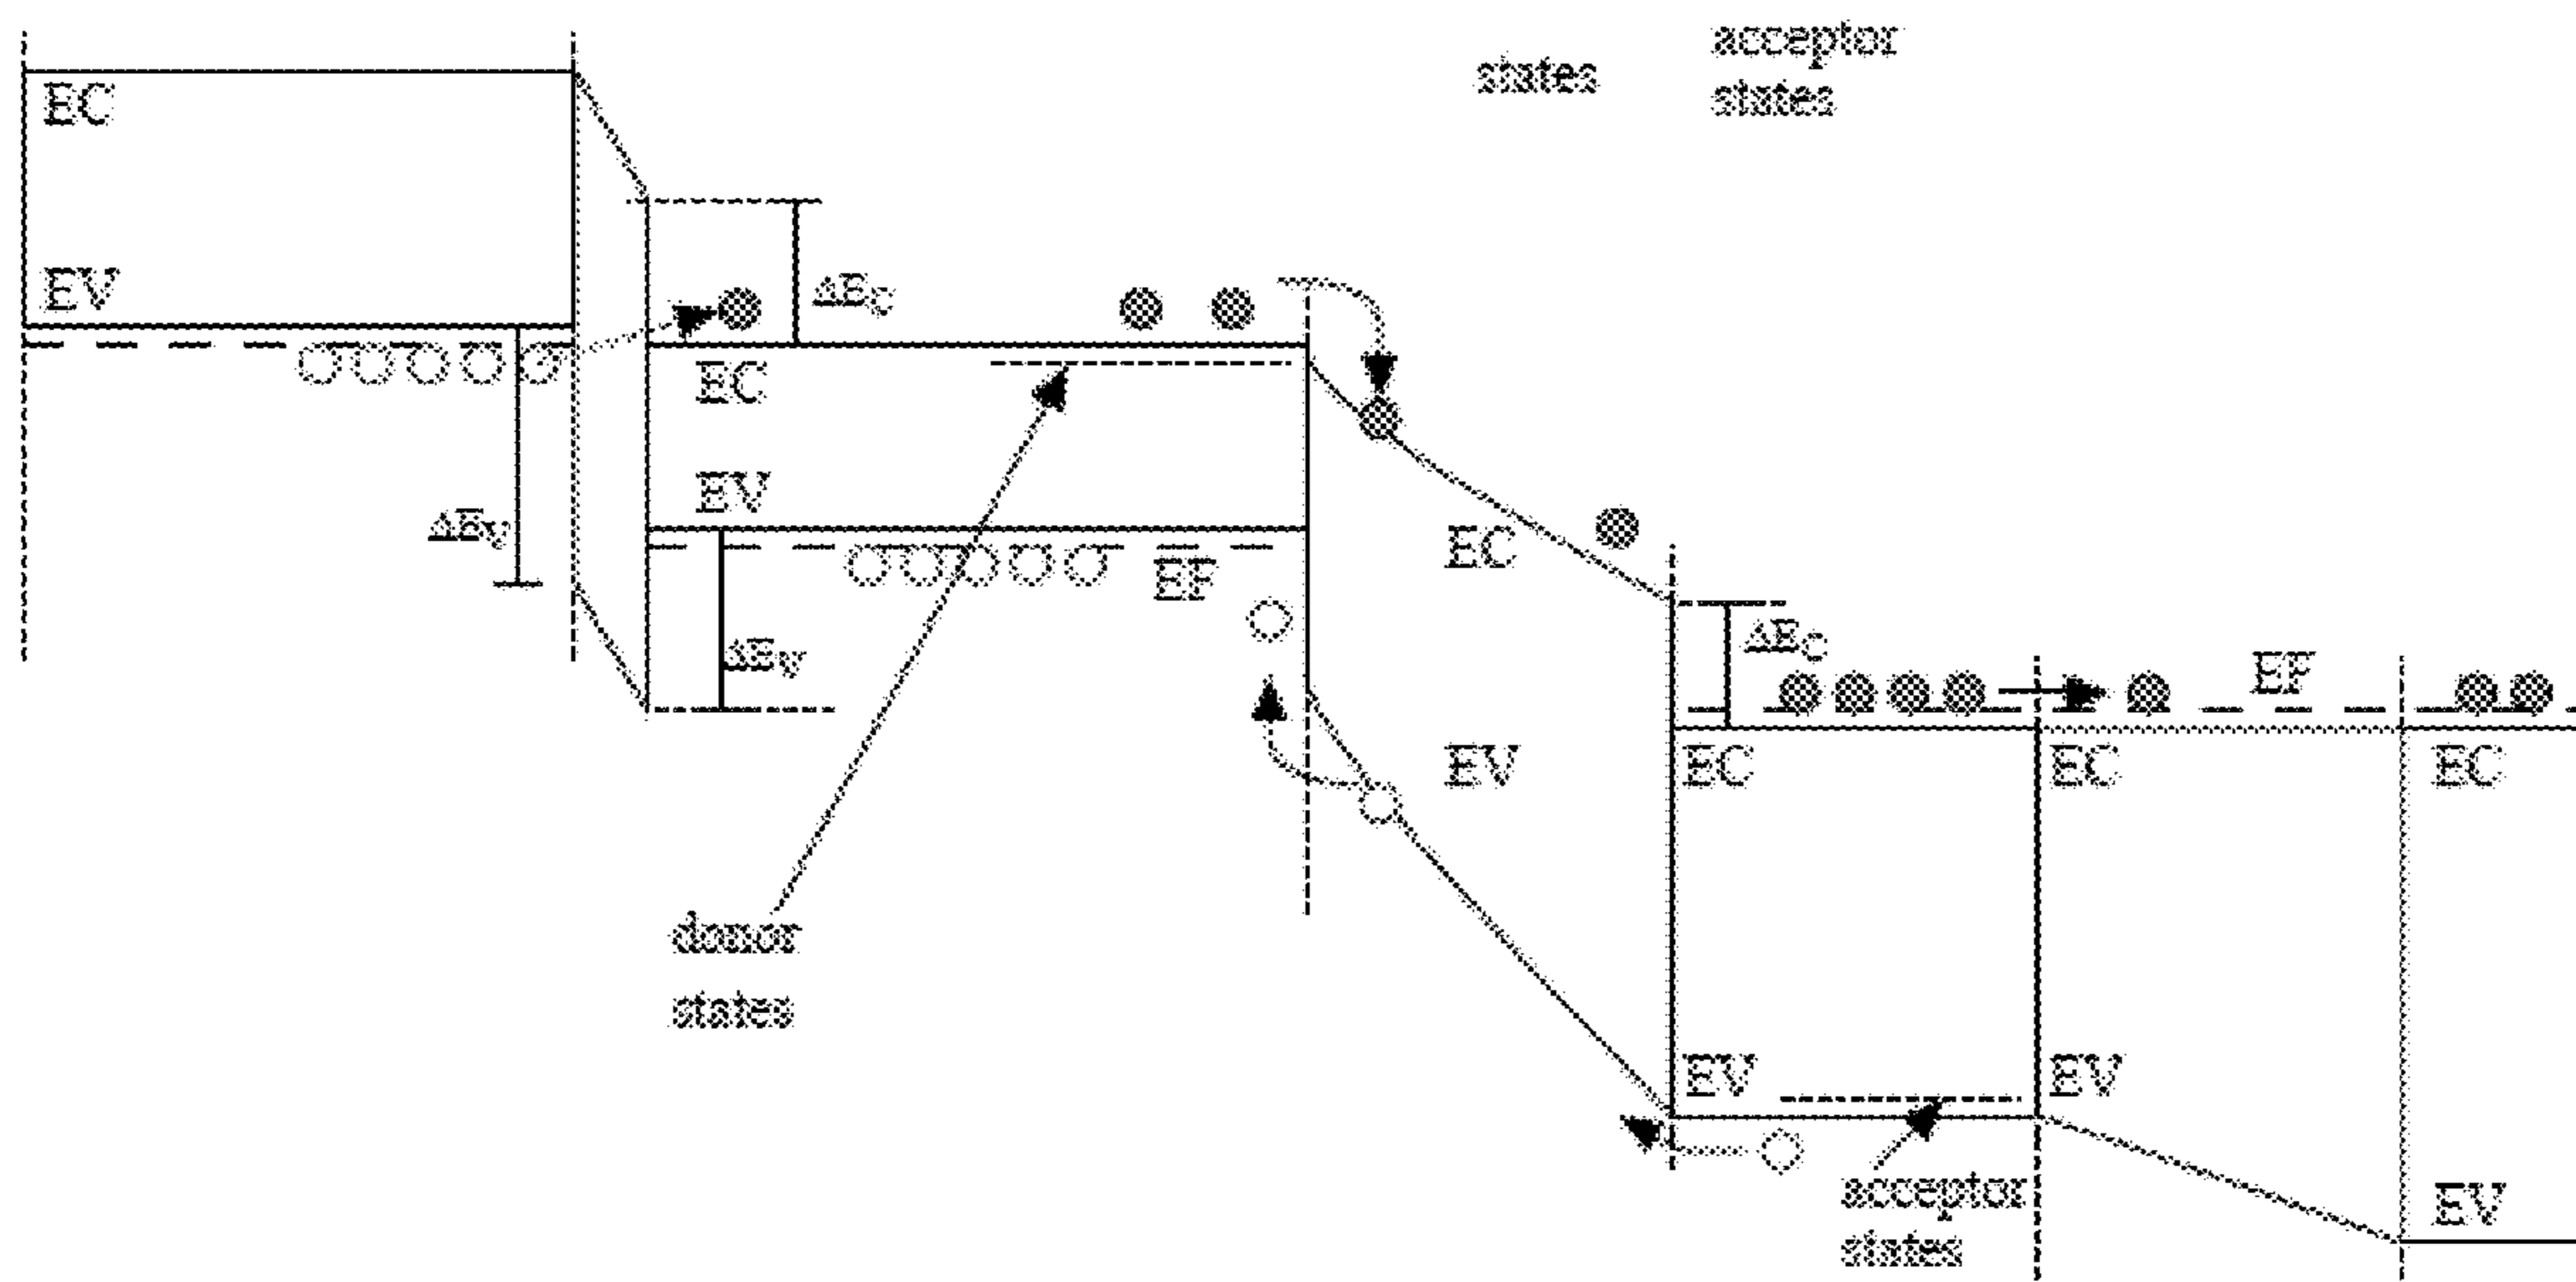 acceptor
states
states
EC
EV
ΔEC
EC
EV
ΔEV
EF
EC
ΔEV
ΔEC
EF
EV
EC
EC
EC
donor
states
EV
EV
acceptor
states
EV